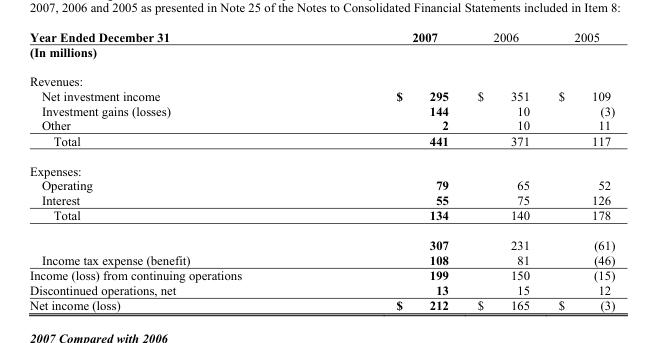 2007, 2006 and 2005 as presented in Note 25 of the Notes to Consolidated Financial Statements included in Item 8:
Year Ended December 31 2007 2006 2005
(In millions)
Revenues:
Net investment income $ 295 $ 351 $ 109
Investment gains (losses) 144 10 (3)
Other 2 10 11
Total 441 371 117
Expenses:
Operating 79 65 52
Interest 55 75 126
Total 134 140 178
307 231 (61)
Income tax expense (benefit) 108 81 (46)
Income (loss) from continuing operations 199 150 (15)
Discontinued operations, net 13 15 12
Net income (loss) $ 212 $ 165 $ (3)
2007 Compared with 2006